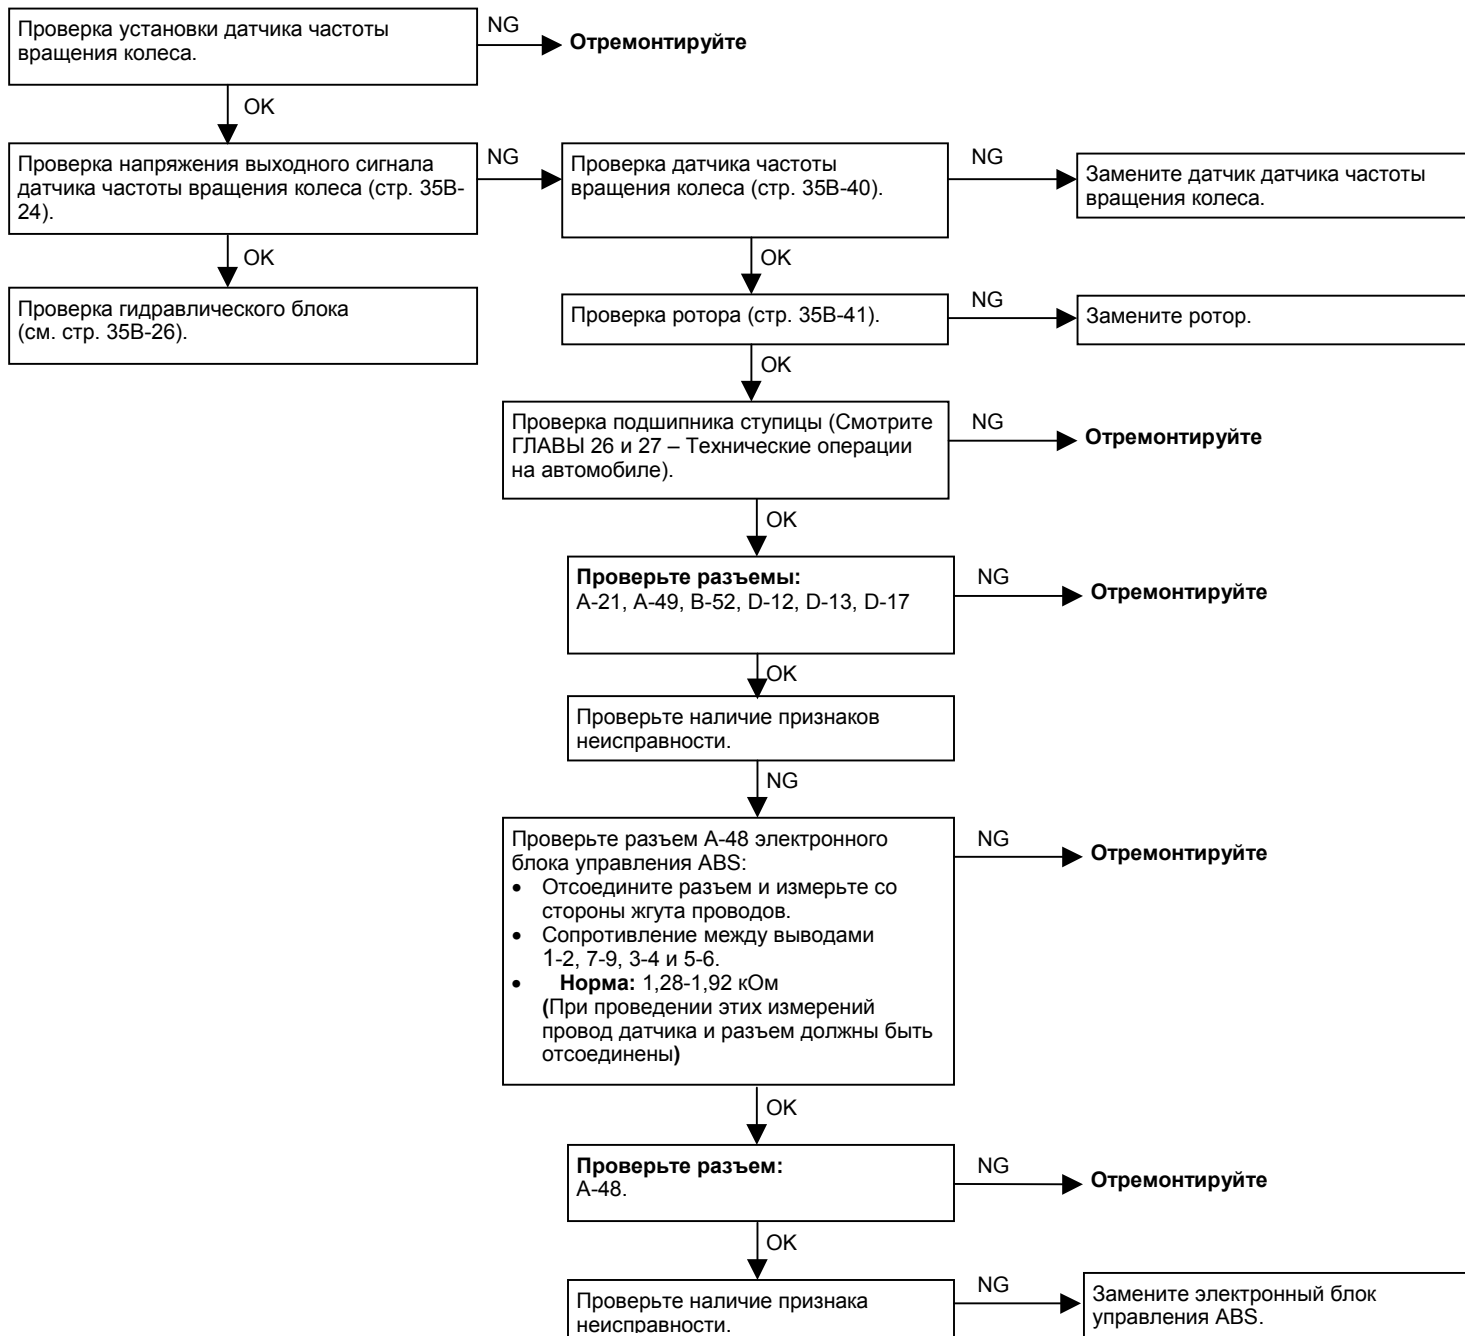 Проверка установки датчика частоты
вращения колеса.
NG
Отремонтируйте
OK
Проверка напряжения выходного сигнала
датчика частоты вращения колеса (стр. 35B-
24).
NG
Проверка датчика частоты
вращения колеса (стр. 35B-40).
NG
Замените датчик датчика частоты
вращения колеса.
OK
OK
Проверка гидравлического блока
(см. стр. 35B-26).
Проверка ротора (стр. 35B-41).
NG
Замените ротор.
OK
Проверка подшипника ступицы (Смотрите
ГЛАВЫ 26 и 27 – Технические операции
на автомобиле).
NG
Отремонтируйте
OK
Проверьте разъемы:
A-21, A-49, B-52, D-12, D-13, D-17
NG
Отремонтируйте
OK
Проверьте наличие признаков
неисправности.
NG
Проверьте разъем A-48 электронного
блока управления ABS:
• Отсоедините разъем и измерьте со
стороны жгута проводов.
• Сопротивление между выводами
1-2, 7-9, 3-4 и 5-6.
• Норма: 1,28-1,92 кОм
(При проведении этих измерений
провод датчика и разъем должны быть
отсоединены)
NG
Отремонтируйте
OK
Проверьте разъем:
A-48.
NG
Отремонтируйте
OK
Проверьте наличие признака
неисправности.
NG
Замените электронный блок
управления ABS.